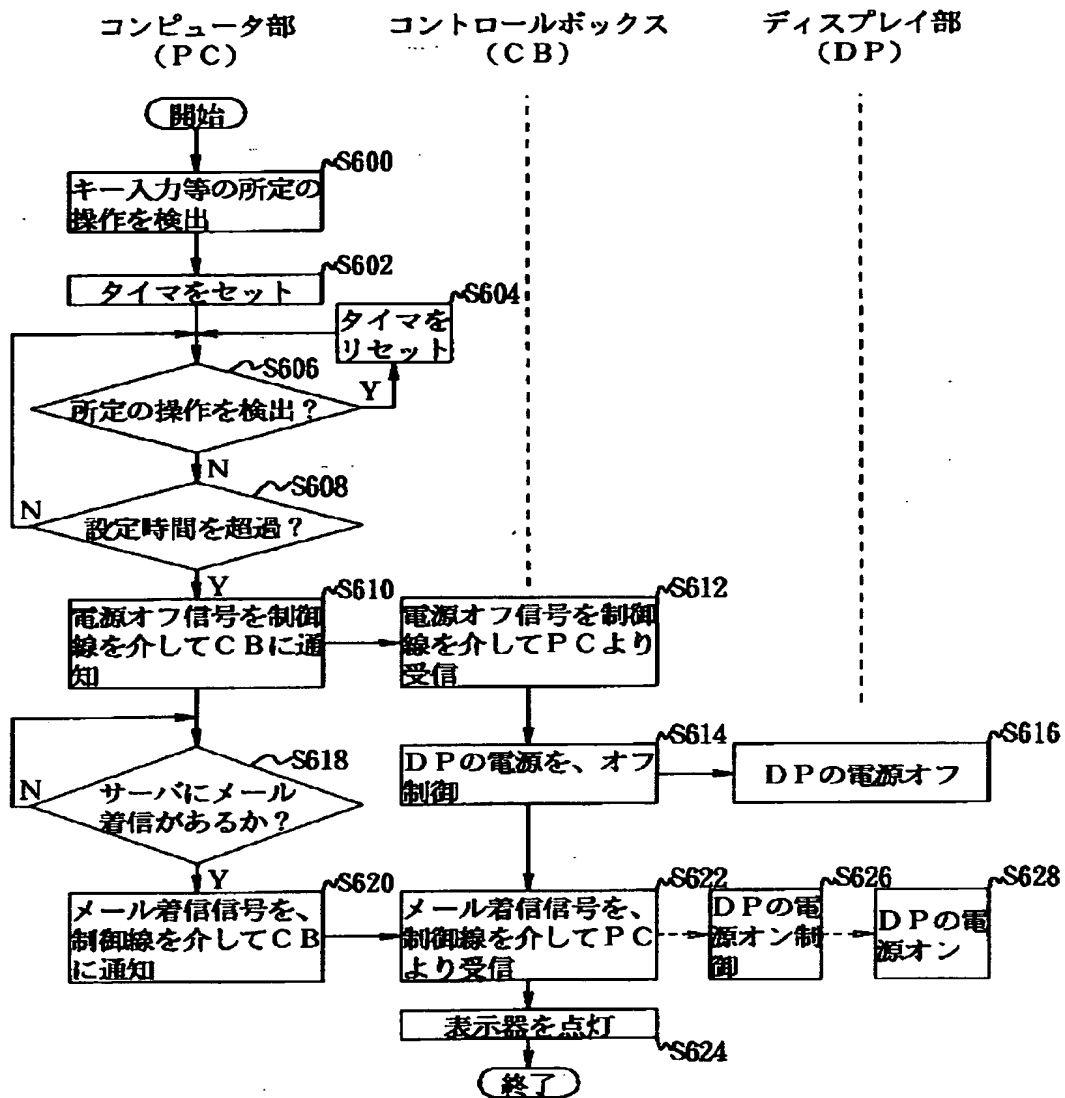 コンピュータ部
（ＰＣ）
コントロールボックス
（ＣＢ）
ディスプレイ部
（ＤＰ）
開始
S600
キー入力等の所定の
操作を検出
S602
タイマをセット
S604
タイマを
リセット
S606
所定の操作を検出？
Y
N
S608
設定時間を超過？
N
Y
S610
電源オフ信号を制御
線を介してＣＢに通
知
S612
電源オフ信号を制御
線を介してＰＣより
受信
S614
ＤＰの電源を、オフ
制御
S616
ＤＰの電源オフ
S618
サーバにメール
着信があるか？
N
Y
S620
メール着信信号を、
制御線を介してＣＢ
に通知
S622
メール着信信号を、
制御線を介してＰＣ
より受信
S626
ＤＰの電
源オン制
御
S628
ＤＰの電
源オン
表示器を点灯
S624
終了